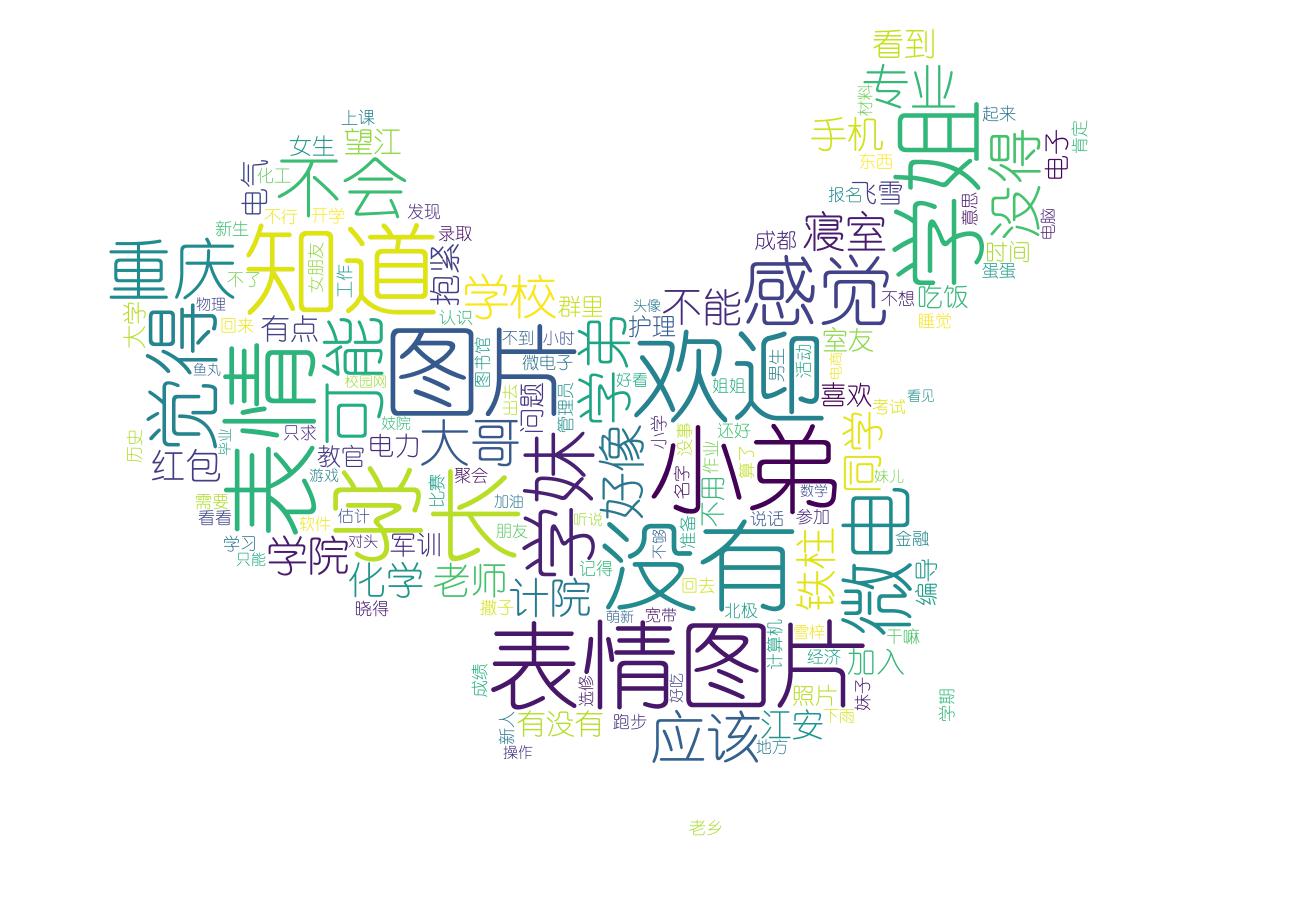 看到
专业
材料
学姐
起来
手机
东西
没得
电子
肯定
上课
女生
望江
电气
化工
不会
报名
飞雪
意思
电脑
不行
开学
发现
新生
录取
成都
寝室
时间
蛋蛋
重庆
知道
女朋友
工作
抱紧
不了
学校
群里
头像
不能
感觉
不想
吃饭
睡觉
物理
大学
觉得
回来
有点
可能
认识
图片
图书馆
不到
小时
微电子
学弟
护理
欢迎
男生
活动
室友
电商
鱼丸
表情
校园网
出去
问题
管理员
好看
姐姐
喜欢
考试
看见
历史
毕业
只求
妓院
大哥
小学
没事
还好
同学
红包
教官
电力
学妹
好像
小弟
作业
算了
妹儿
游戏
学长
比赛
聚会
名字
不用
数学
需要
看看
软件
估计
加油
听说
准备
说话
参加
微电
金融
学习
只能
学院
对头
军训
朋友
没有
不够
铁柱
编导
化学
老师
记得
回去
晓得
撒子
计院
萌新
宽带
北极
干嘛
表情图片
计算机
雪梓
经济
加入
成绩
选修
好吃
照片
妹子
学期
新人
有没有
跑步
应该
江安
下雨
操作
地方
老乡